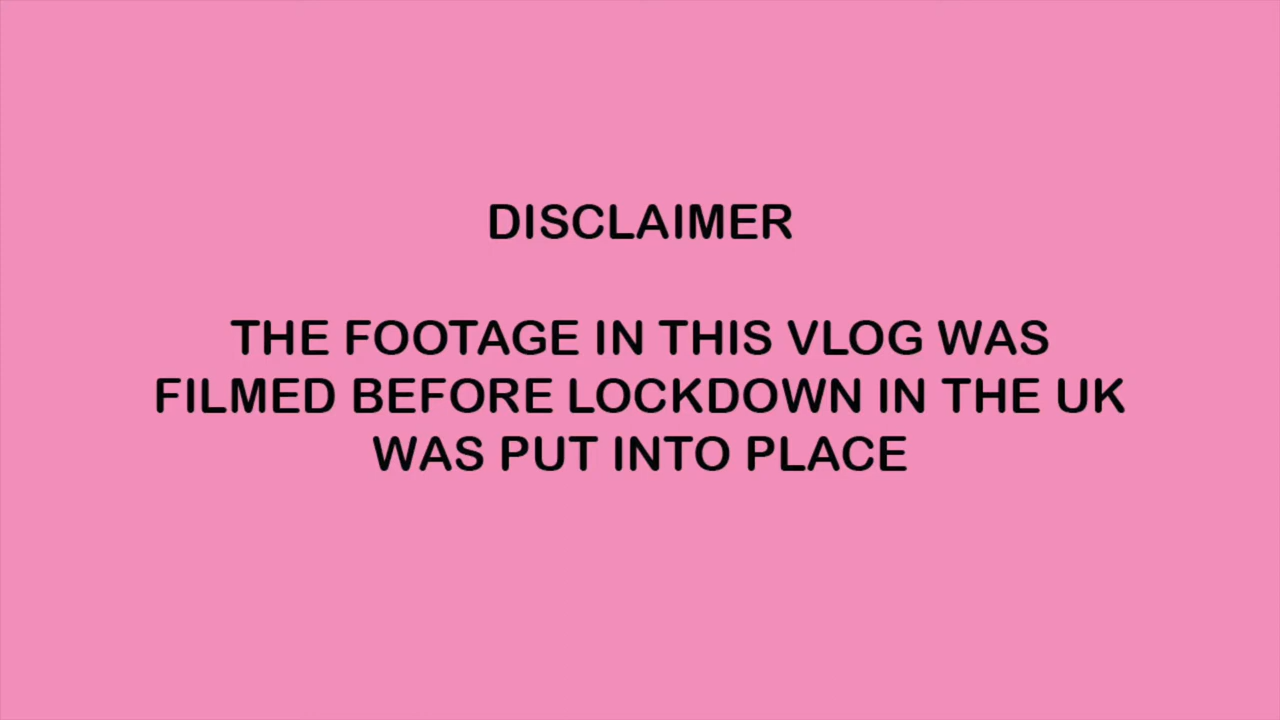 DISCLAIMER
THE FOOTAGE IN THIS VLOG WAS
FILMED BEFORE LOCKDOWN IN THE UK
WAS PUT INTO PLACE